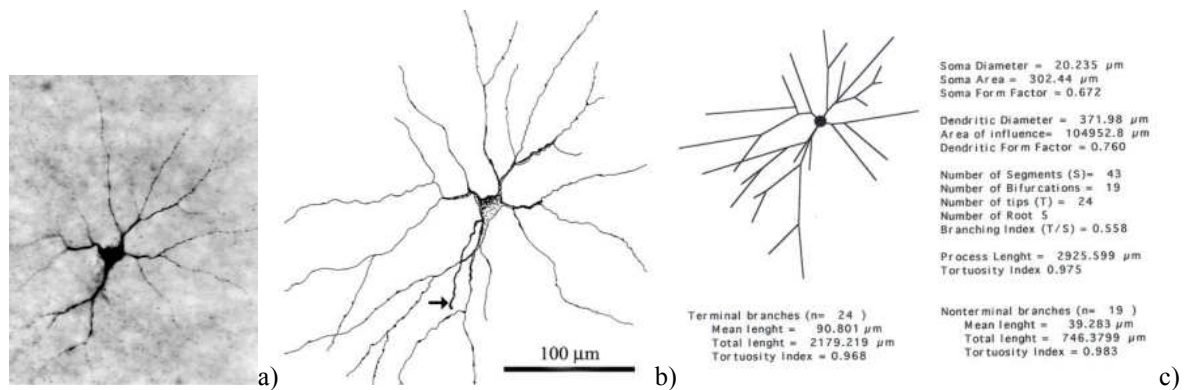 Soma Diameter = 20.235 µm
Soma Area = 302.44 µm
Soma Form Factor = 0.672
Dendritic Diameter = 371.98 µm
Area of influence= 104952.8 µm
Dendritic Form Factor = 0.760
Number of Segments (S)= 43
Number of Bifurcations = 19
Number of tips (T) = 24
Number of Root 5
Branching Index (T/S) = 0.558
Process Lenght = 2925.599 µm
Tortuosity Index 0.975
Terminal branches (n= 24 )
Mean lenght = 90.801 µm
Total lenght = 2179.219 µm
Tortuosity Index = 0.968
Nonterminal branches (n= 19 )
Mean lenght = 39.283 µm
Total lenght = 746.3799 µm
Tortuosity Index = 0.983
100 µm
a)
b)
c)